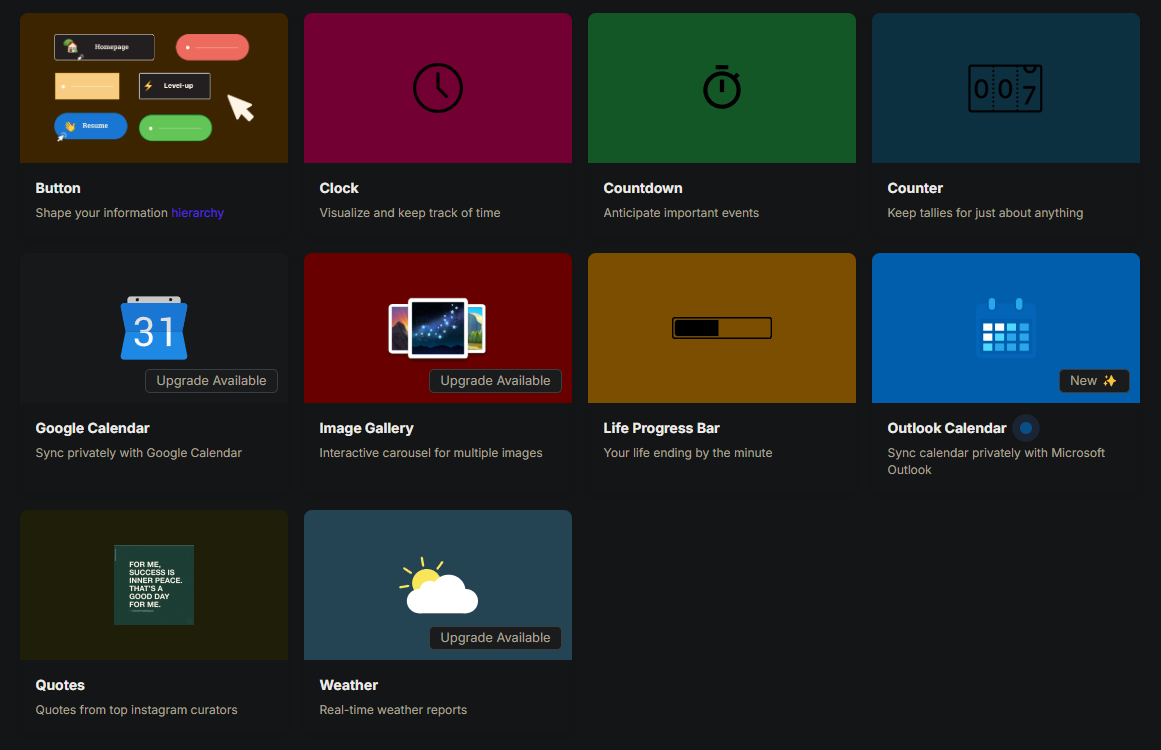 Homepage
Level-up
Resume
007
Button
Shape your information hierarchy
Clock
Visualize and keep track of time
Countdown
Anticipate important events
Counter
Keep tallies for just about anything
31
Upgrade Available
Upgrade Available
New ✨
Google Calendar
Sync privately with Google Calendar
Image Gallery
Interactive carousel for multiple images
Life Progress Bar
Your life ending by the minute
Outlook Calendar
Sync calendar privately with Microsoft
Outlook
FOR ME,
SUCCESS IS
INNER PEACE.
THAT'S A
GOOD DAY
FOR ME.
Upgrade Available
Quotes
Quotes from top instagram curators
Weather
Real-time weather reports